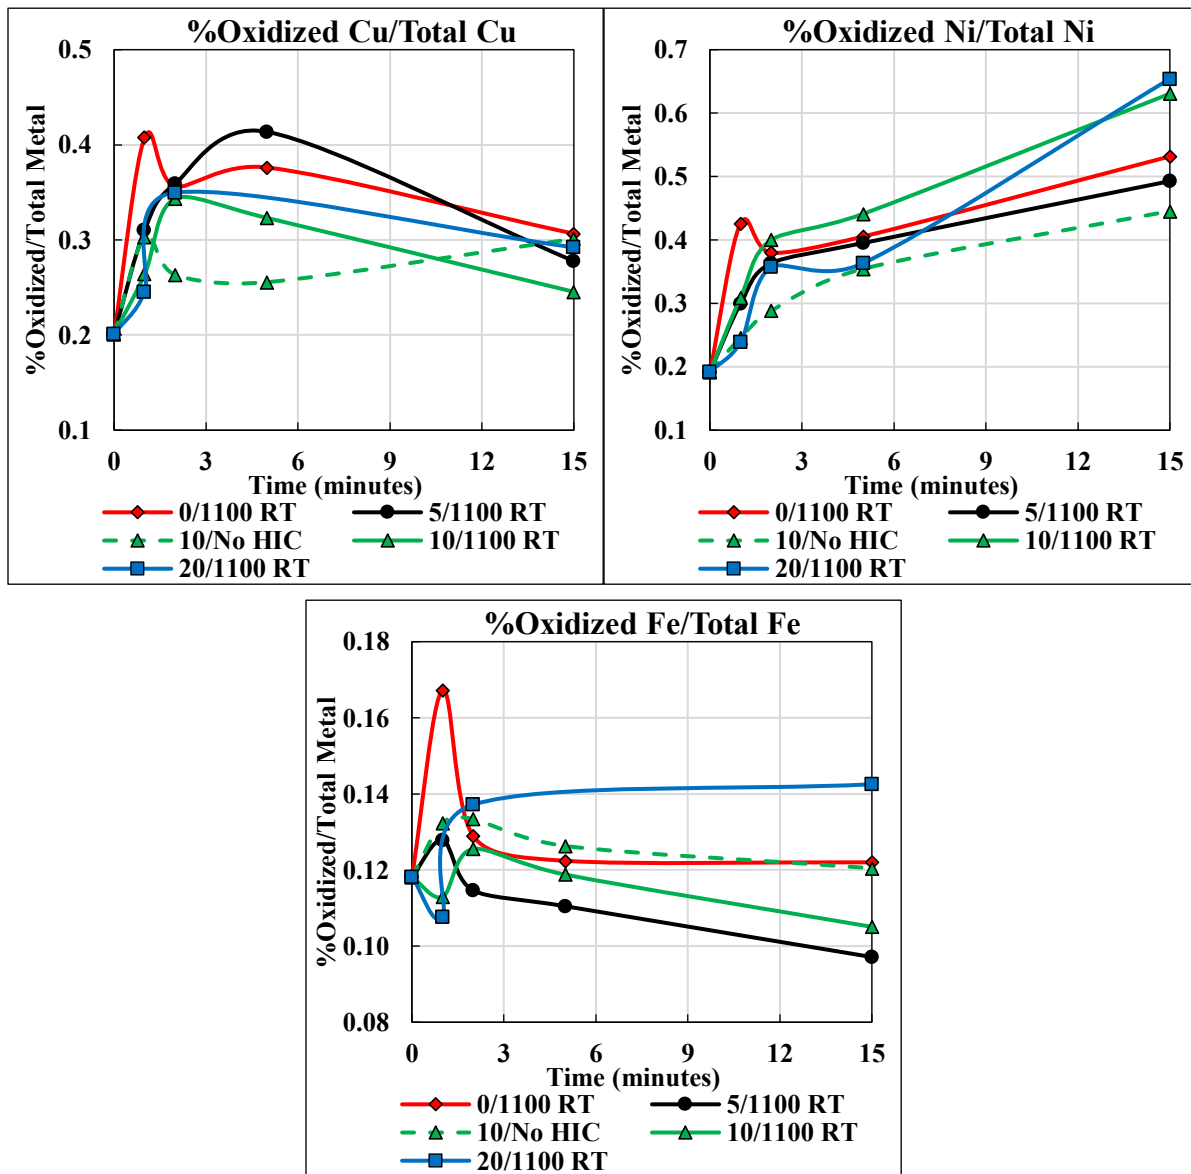 %Oxidized Cu/Total Cu
%Oxidized/Total Metal
0.5
0.4
0.3
0.2
0.1
0 3 6 9 12 15
Time (minutes)
0/1100 RT 5/1100 RT
10/No HIC 10/1100 RT
20/1100 RT
%Oxidized Ni/Total Ni
%Oxidized/Total Metal
0.7
0.6
0.5
0.4
0.3
0.2
0.1
0 3 6 9 12 15
Time (minutes)
0/1100 RT 5/1100 RT
10/No HIC 10/1100 RT
20/1100 RT
%Oxidized Fe/Total Fe
%Oxidized/Total Metal
0.18
0.16
0.14
0.12
0.10
0.08
0 3 6 9 12 15
Time (minutes)
0/1100 RT 5/1100 RT
10/No HIC 10/1100 RT
20/1100 RT